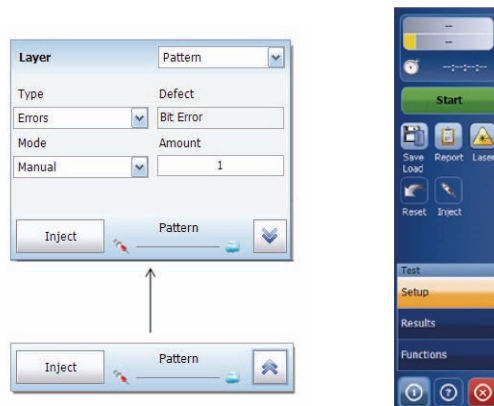 Layer Pattern
Type Defect
Errors Bit Error
Mode Amount
Manual 1
Inject Pattern
Inject Pattern
--
--
--:--:--
Start
Save Load Report Laser
Reset Inject
Test
Setup
Results
Functions